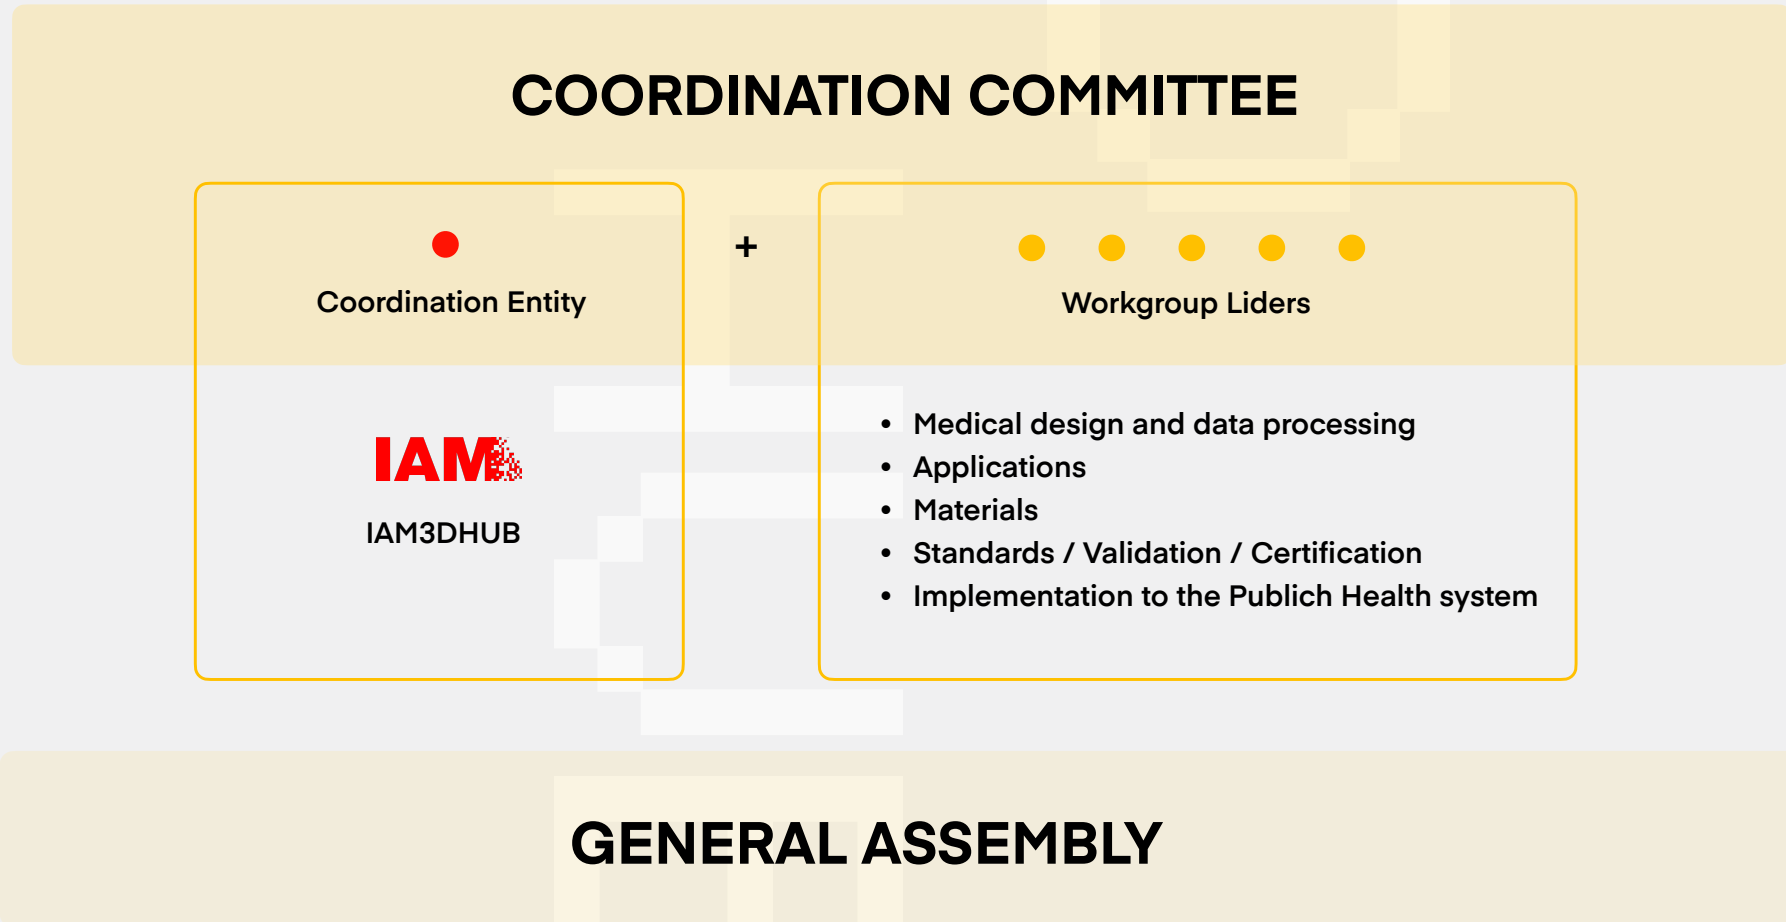 COORDINATION COMMITTEE
Coordination Entity
+
Workgroup Liders
IAM
IAM3DHUB
• Medical design and data processing
• Applications
• Materials
• Standards / Validation / Certification
• Implementation to the Publich Health system
GENERAL ASSEMBLY